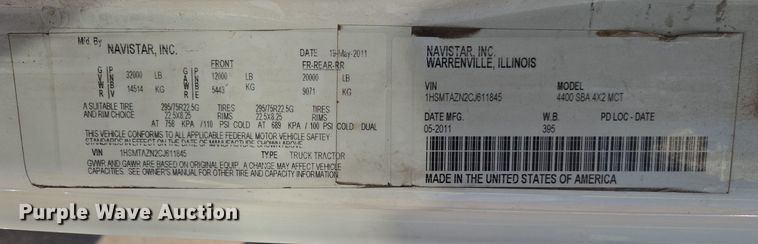 Mfd. By NAVISTAR, INC. DATE 19-May-2011
FRONT FR-REAR-RR
GVWR 32000 LB GAWR 12000 LB 20000 LB
14514 KG 5443 KG 9071 KG
A SUITABLE TIRE 295/75R22.5G TIRES 295/75R22.5G TIRES
AND RIM CHOICE 22.5X8.25 RIMS 22.5X8.25 RIMS
AT 758 KPA /110 PSI COLD AT 689 KPA / 100 PSI COLD DUAL
THIS VEHICLE CONFORMS TO ALL APPLICABLE FEDERAL MOTOR VEHICLE SAFTEY
STANDARDS IN EFFECT ON THE DATE OF MANUFACTURE SHOWN ABOVE.
VIN 1HSMTAZN2CJ611845 TYPE TRUCK TRACTOR
GVWR AND GAWR ARE BASED ON ORIGINAL EQUIP. A CHANGE MAY AFFECT VEHICLE
CAPACITIES. SEE OWNER'S MANUAL FOR OTHER TIRE AND CAPACITY INFORMATION.
NAVISTAR, INC.
WARRENVILLE, ILLINOIS
VIN MODEL
1HSMTAZN2CJ611845 4400 SBA 4X2 MCT
DATE MFG. W.B. PD LOC - DATE
05-2011 395
MADE IN THE UNITED STATES OF AMERICA
Purple Wave Auction